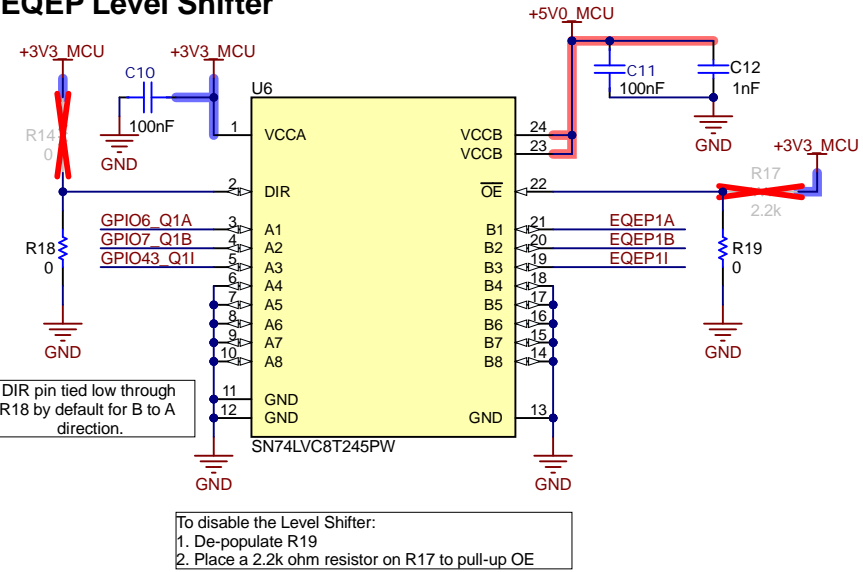 EQEP Level Shifter
+5V0_MCU
+3V3_MCU
+3V3_MCU
C10
100nF
GND
R14
0
U6
C11
100nF
C12
1nF
GND
+3V3_MCU
R17
2.2k
1 VCCA
VCCB 24
VCCB 23
2 DIR
OE 22
GPIO6_Q1A 3 A1
B1 21 EQEP1A
GPIO7_Q1B 4 A2
B2 20 EQEP1B
GPIO43_Q1I 5 A3
B3 19 EQEP1I
6 A4
B4 18
7 A5
B5 17
8 A6
B6 16
9 A7
B7 15
10 A8
B8 14
11 GND
12 GND
GND 13
R18
0
GND
R19
0
GND
DIR pin tied low through
R18 by default for B to A
direction.
SN74LVC8T245PW
GND
GND
To disable the Level Shifter:
1. De-populate R19
2. Place a 2.2k ohm resistor on R17 to pull-up OE